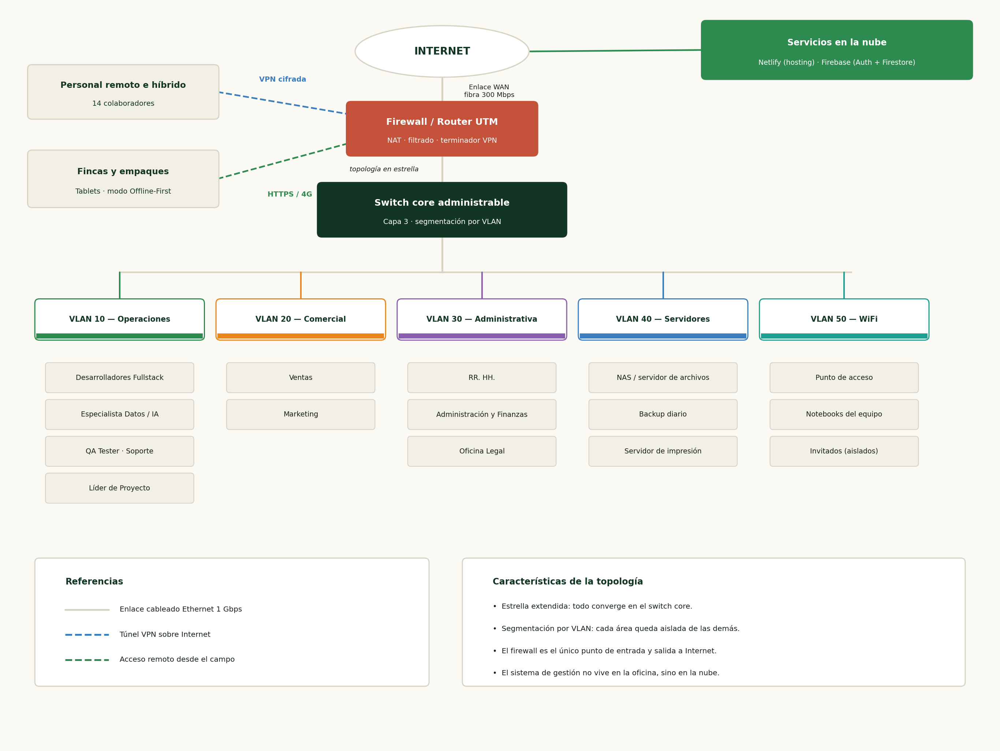 INTERNET
Servicios en la nube
Netlify (hosting) · Firebase (Auth + Firestore)
Personal remoto e híbrido
14 colaboradores
VPN cifrada
Enlace WAN
fibra 300 Mbps
Firewall / Router UTM
NAT · filtrado · terminador VPN
Fincas y empaques
Tablets · modo Offline-First
HTTPS / 4G
topología en estrella
Switch core administrable
Capa 3 · segmentación por VLAN
VLAN 10 — Operaciones
Desarrolladores Fullstack
Especialista Datos / IA
QA Tester · Soporte
Líder de Proyecto
VLAN 20 — Comercial
Ventas
Marketing
VLAN 30 — Administrativa
RR. HH.
Administración y Finanzas
Oficina Legal
VLAN 40 — Servidores
NAS / servidor de archivos
Backup diario
Servidor de impresión
VLAN 50 — WiFi
Punto de acceso
Notebooks del equipo
Invitados (aislados)
Referencias
Enlace cableado Ethernet 1 Gbps
Túnel VPN sobre Internet
Acceso remoto desde el campo
Características de la topología
• Estrella extendida: todo converge en el switch core.
• Segmentación por VLAN: cada área queda aislada de las demás.
• El firewall es el único punto de entrada y salida a Internet.
• El sistema de gestión no vive en la oficina, sino en la nube.